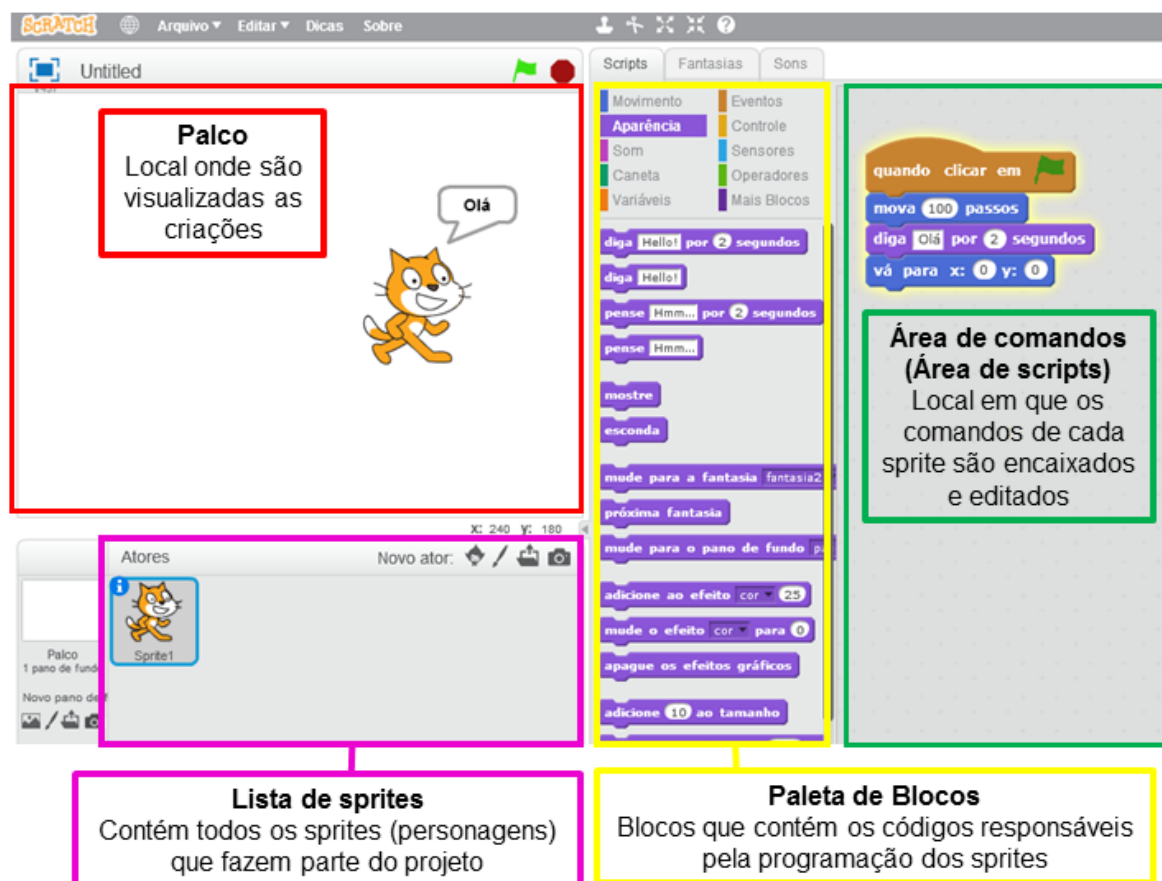 SCRATCH Arquivo Editar Dicas Sobre
Untitled
Scripts Fantasias Sons
Palco
Local onde são
visualizadas as
criações
Olá
Movimento Eventos
Aparência Controle
Som Sensores
Caneta Operadores
Variáveis Mais Blocos
diga Hello! por 2 segundos
diga Hello!
pense Hmm... por 2 segundos
pense Hmm...
mostre
esconda
mude para a fantasia fantasia2
próxima fantasia
mude para o pano de fundo
adicione ao efeito cor 25
mude o efeito cor para 0
apague os efeitos gráficos
adicione 10 ao tamanho
quando clicar em
mova 100 passos
diga Olá por 2 segundos
vá para x: 0 y: 0
Área de comandos
(Área de scripts)
Local em que os
comandos de cada
sprite são encaixados
e editados
x: 240 y: 180
Atores Novo ator:
Sprite1
Palco
1 pano de fundo
Novo pano de
Lista de sprites
Contém todos os sprites (personagens)
que fazem parte do projeto
Paleta de Blocos
Blocos que contém os códigos responsáveis
pela programação dos sprites